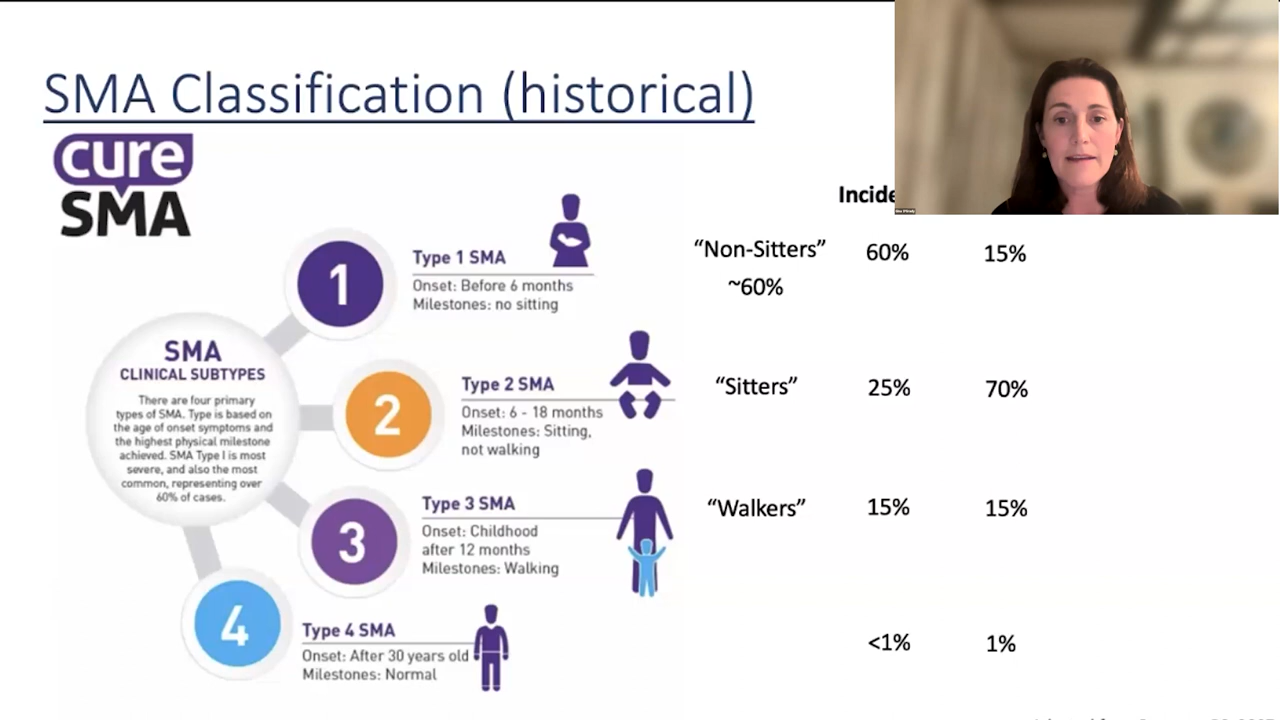 SMA Classification (historical)
cure
SMA
Incide
1
Type 1 SMA
Onset: Before 6 months
Milestones: no sitting
"Non-Sitters" 60% 15%
~60%
SMA
CLINICAL SUBTYPES
There are four primary
types of SMA. Type is based on
the age of onset symptoms and
the highest physical milestone
achieved. SMA Type I is most
severe, and also the most
common, representing over
60% of cases.
2
Type 2 SMA
Onset: 6 - 18 months
Milestones: Sitting,
not walking
"Sitters" 25% 70%
3
Type 3 SMA
Onset: Childhood
after 12 months
Milestones: Walking
"Walkers" 15% 15%
4
Type 4 SMA
Onset: After 30 years old
Milestones: Normal
<1% 1%